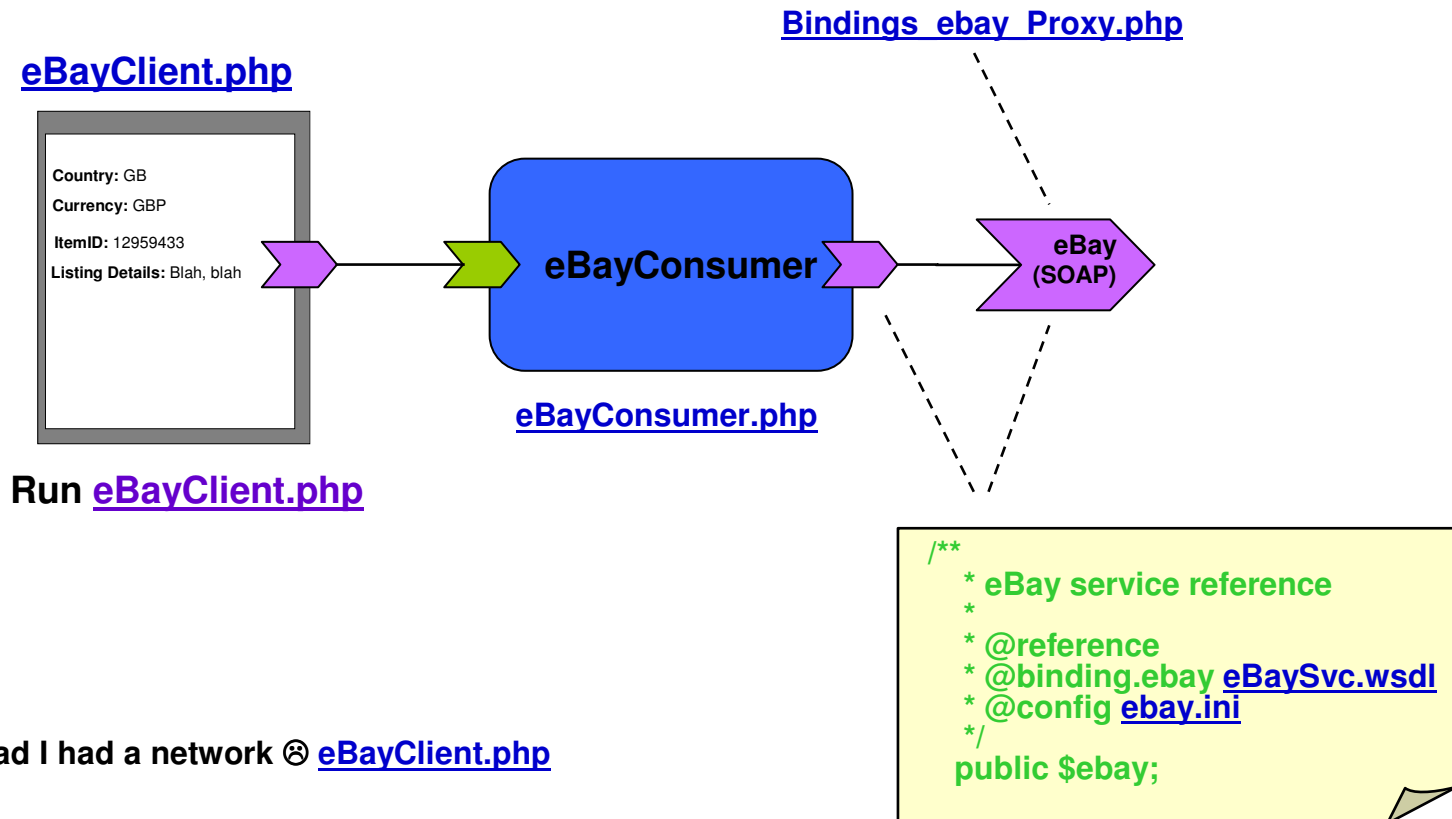 Bindings_ebay_Proxy.php
eBayClient.php
Country: GB
Currency: GBP
ItemID: 12959433
Listing Details: Blah, blah
eBayConsumer
eBay
(SOAP)
eBayConsumer.php
Run eBayClient.php
/**
* eBay service reference
*
* @reference
* @binding.ebay eBaySvc.wsdl
* @config ebay.ini
*/
public $ebay;
ad I had a network ☹ eBayClient.php